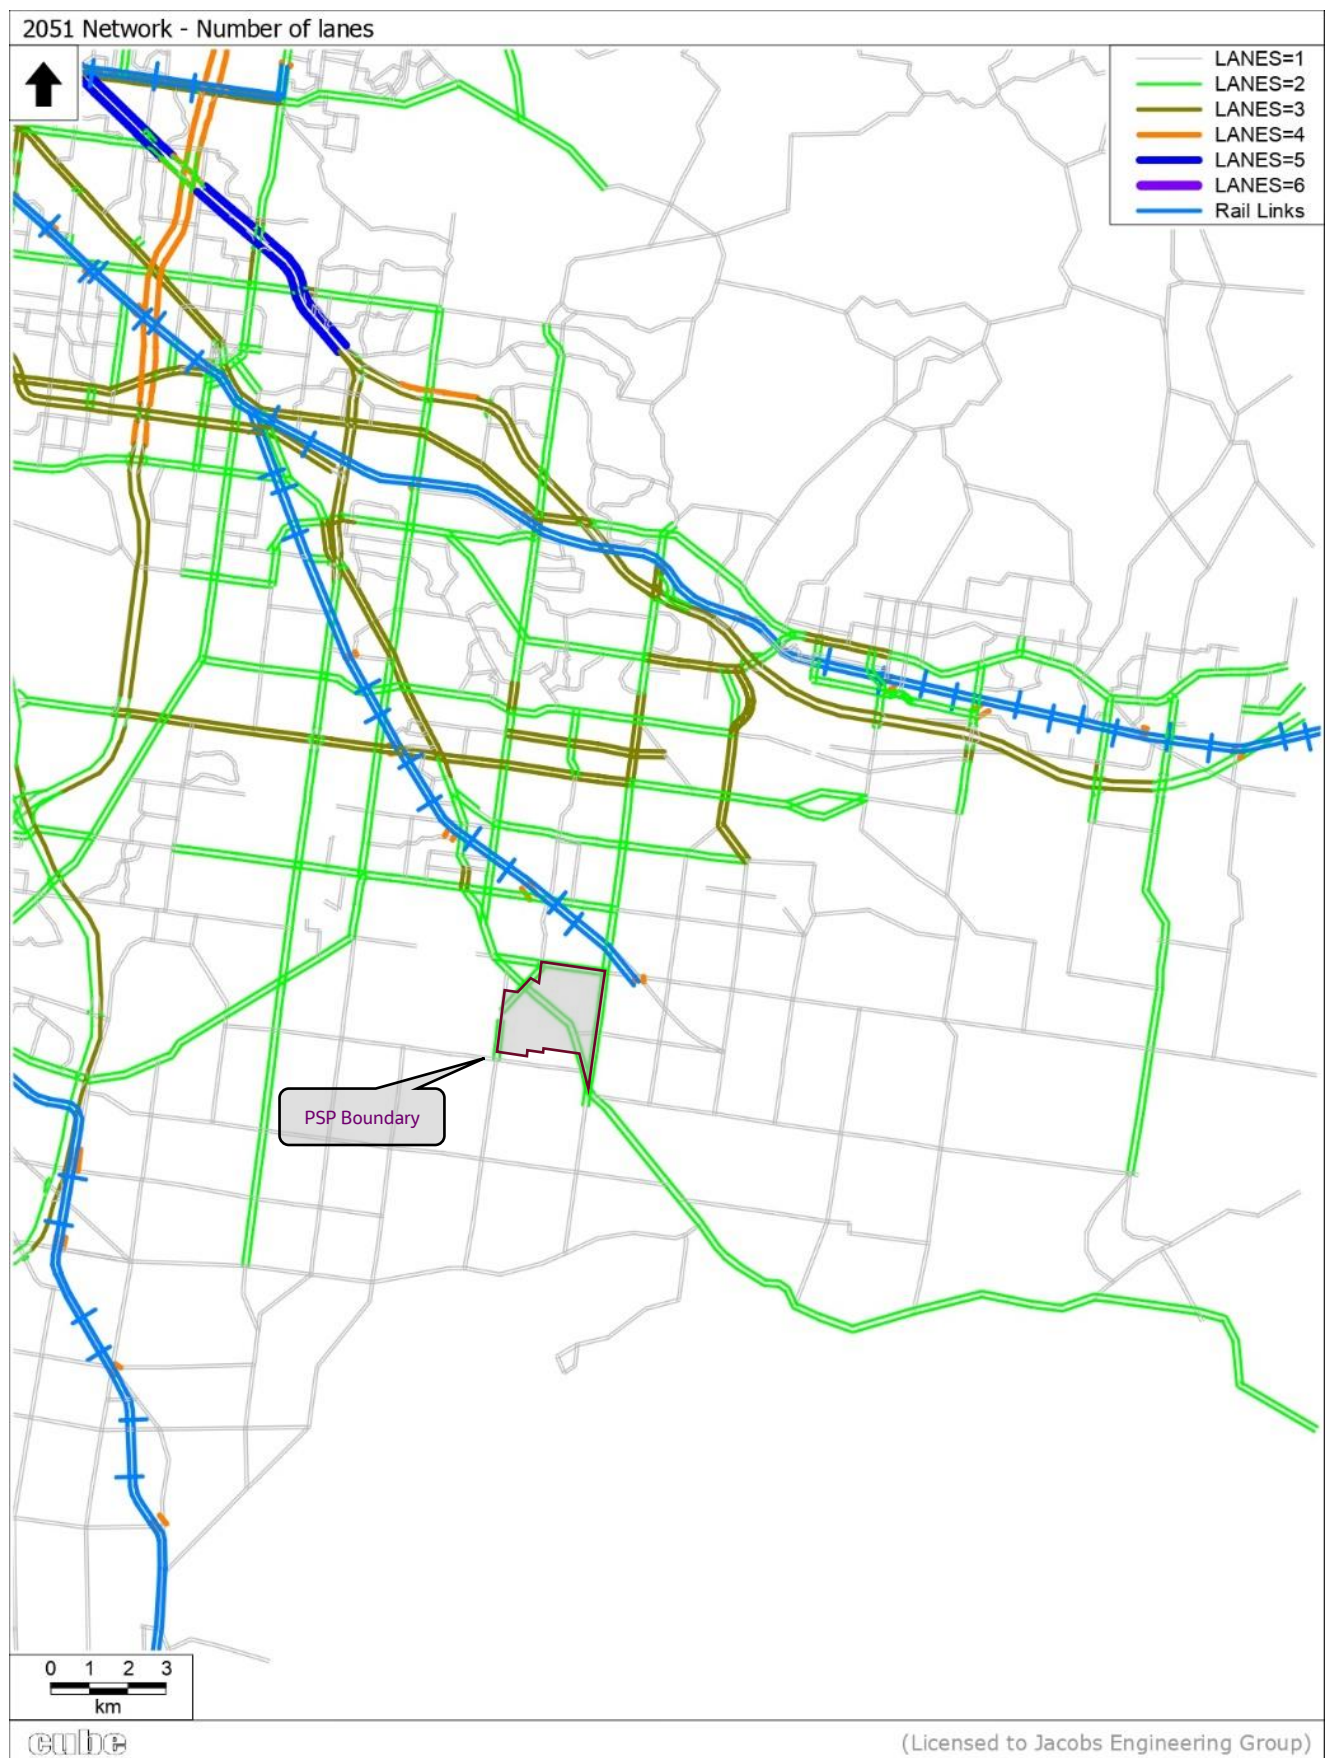 2051 Network - Number of lanes
LANES=1
LANES=2
LANES=3
LANES=4
LANES=5
LANES=6
Rail Links
PSP Boundary
0 1 2 3
km
cube
(Licensed to Jacobs Engineering Group)